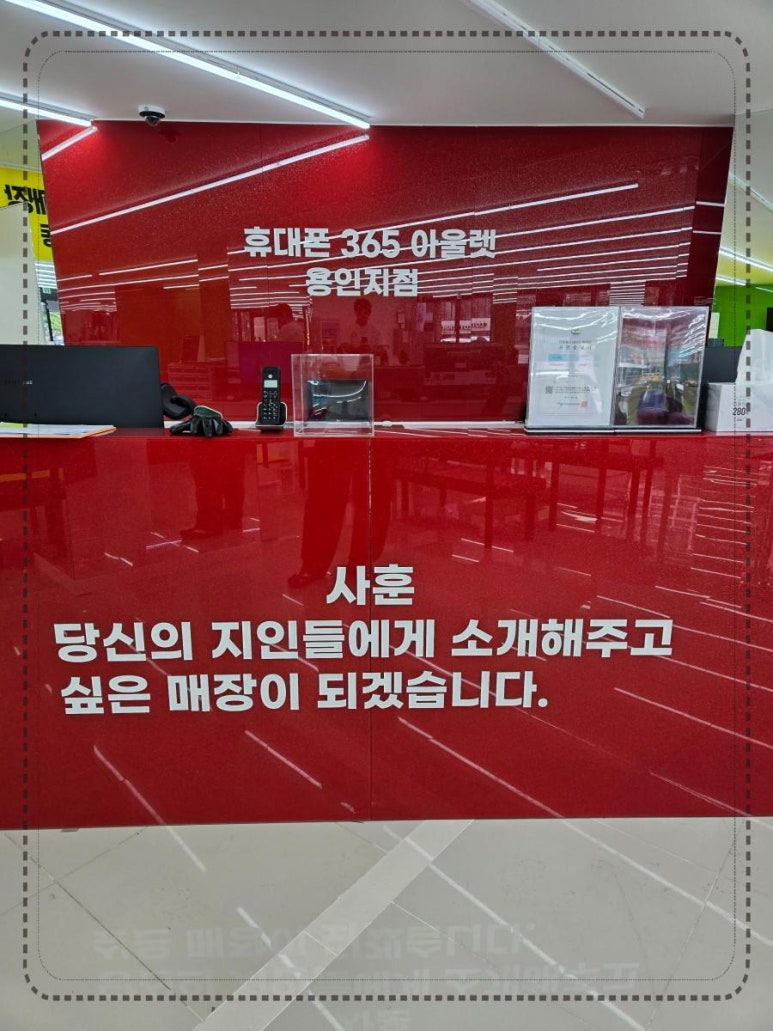 휴대폰 365 아울렛
용인지점
280
사훈
당신의 지인들에게 소개해주고
싶은 매장이 되겠습니다.